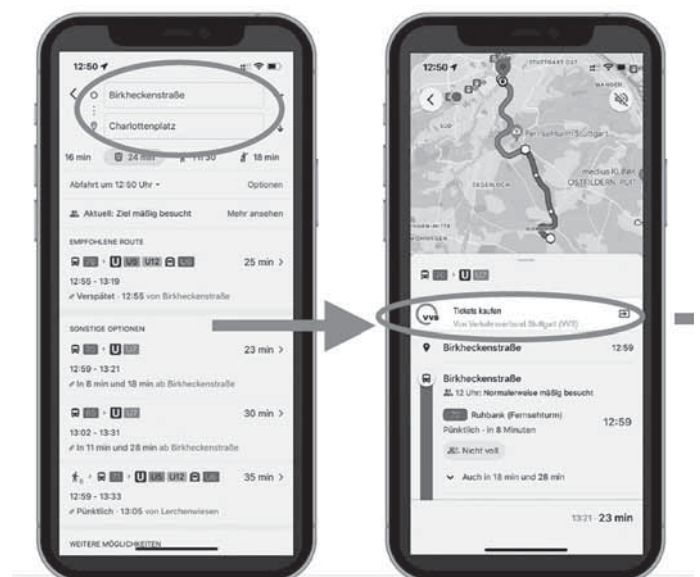 12:50
Birkheckenstraße
Charlottenplatz
16 min 24 min 18 min
Abfahrt um 12:50 Uhr Optionen
Aktuell: Ziel mäßig besucht Mehr ansehen
EMPFOHLENE ROUTE
U U5 U12 25 min >
12:55 - 13:19
Verspätet · 12:55 von Birkheckenstraße
SONSTIGE OPTIONEN
U 23 min >
12:59 - 13:21
In 8 min und 18 min ab Birkheckenstraße
U 30 min >
13:02 - 13:31
In 11 min und 28 min ab Birkheckenstraße
U U5 U12 35 min >
12:59 - 13:33
Pünktlich · 13:05 von Lerchenwiesen
WEITERE MÖGLICHKEITEN
12:50
STUTTGART OST
WANGEN
SÜD
Fernsehturm Stuttgart
DEGERLOCH
OSTFILDERN
U U7
VVS
Tickets kaufen
Von Verkehrsverbund Stuttgart (VVS)
Birkheckenstraße 12:59
Birkheckenstraße
12 Uhr: Normalerweise mäßig besucht
Ruhbank (Fernsehturm)
12:59
Pünktlich - in 8 Minuten
Nicht voll
Auch in 18 min und 28 min
13:21 · 23 min